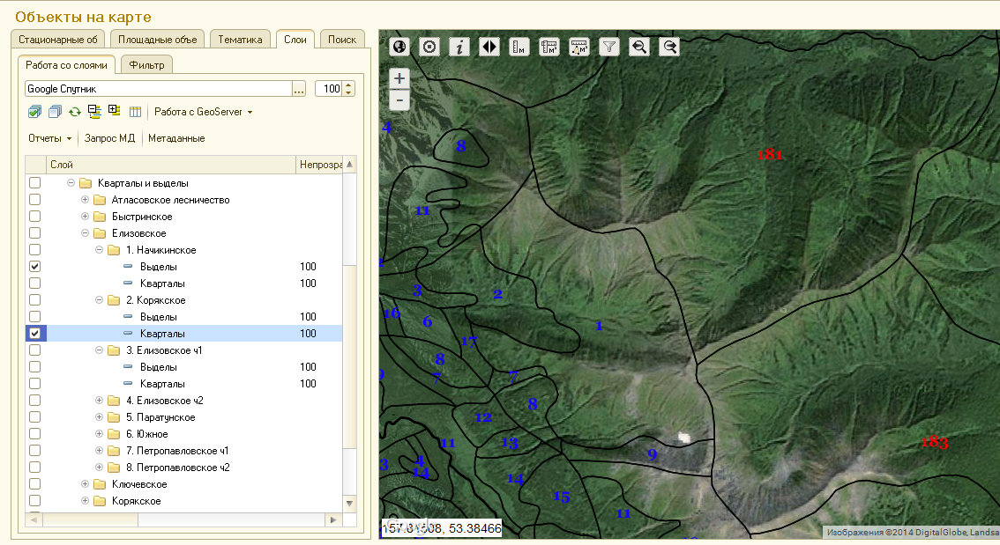 Объекты на карте
Стационарные об
Площадные объе
Тематика
Слои
Поиск
Работа со слоями
Фильтр
Google Спутник
...
100
Работа с GeoServer
Отчеты
Запрос МД
Метаданные
Слой
Непрозра
Кварталы и выделы
Атласовское лесничество
Быстринское
Елизовское
1. Начикинское
Выделы 100
Кварталы 100
2. Корякское
Выделы 100
Кварталы 100
3. Елизовское ч1
Выделы 100
Кварталы 100
4. Елизовское ч2
5. Паратунское
6. Южное
7. Петропавловское ч1
8. Петропавловское ч2
Ключевское
Корякское
+
-
4
8
181
11
3
2
16
6
1
17
8
7
7
8
12
11
13
183
9
3
4
14
14
15
11
, 53.38466
Изображения ©2014 DigitalGlobe, Landsa